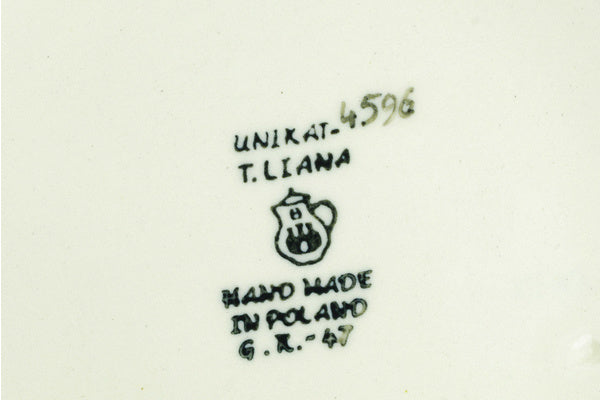 UNIKAT-4596
T.LIANA
HAND MADE
IN POLAND
G.R.-47